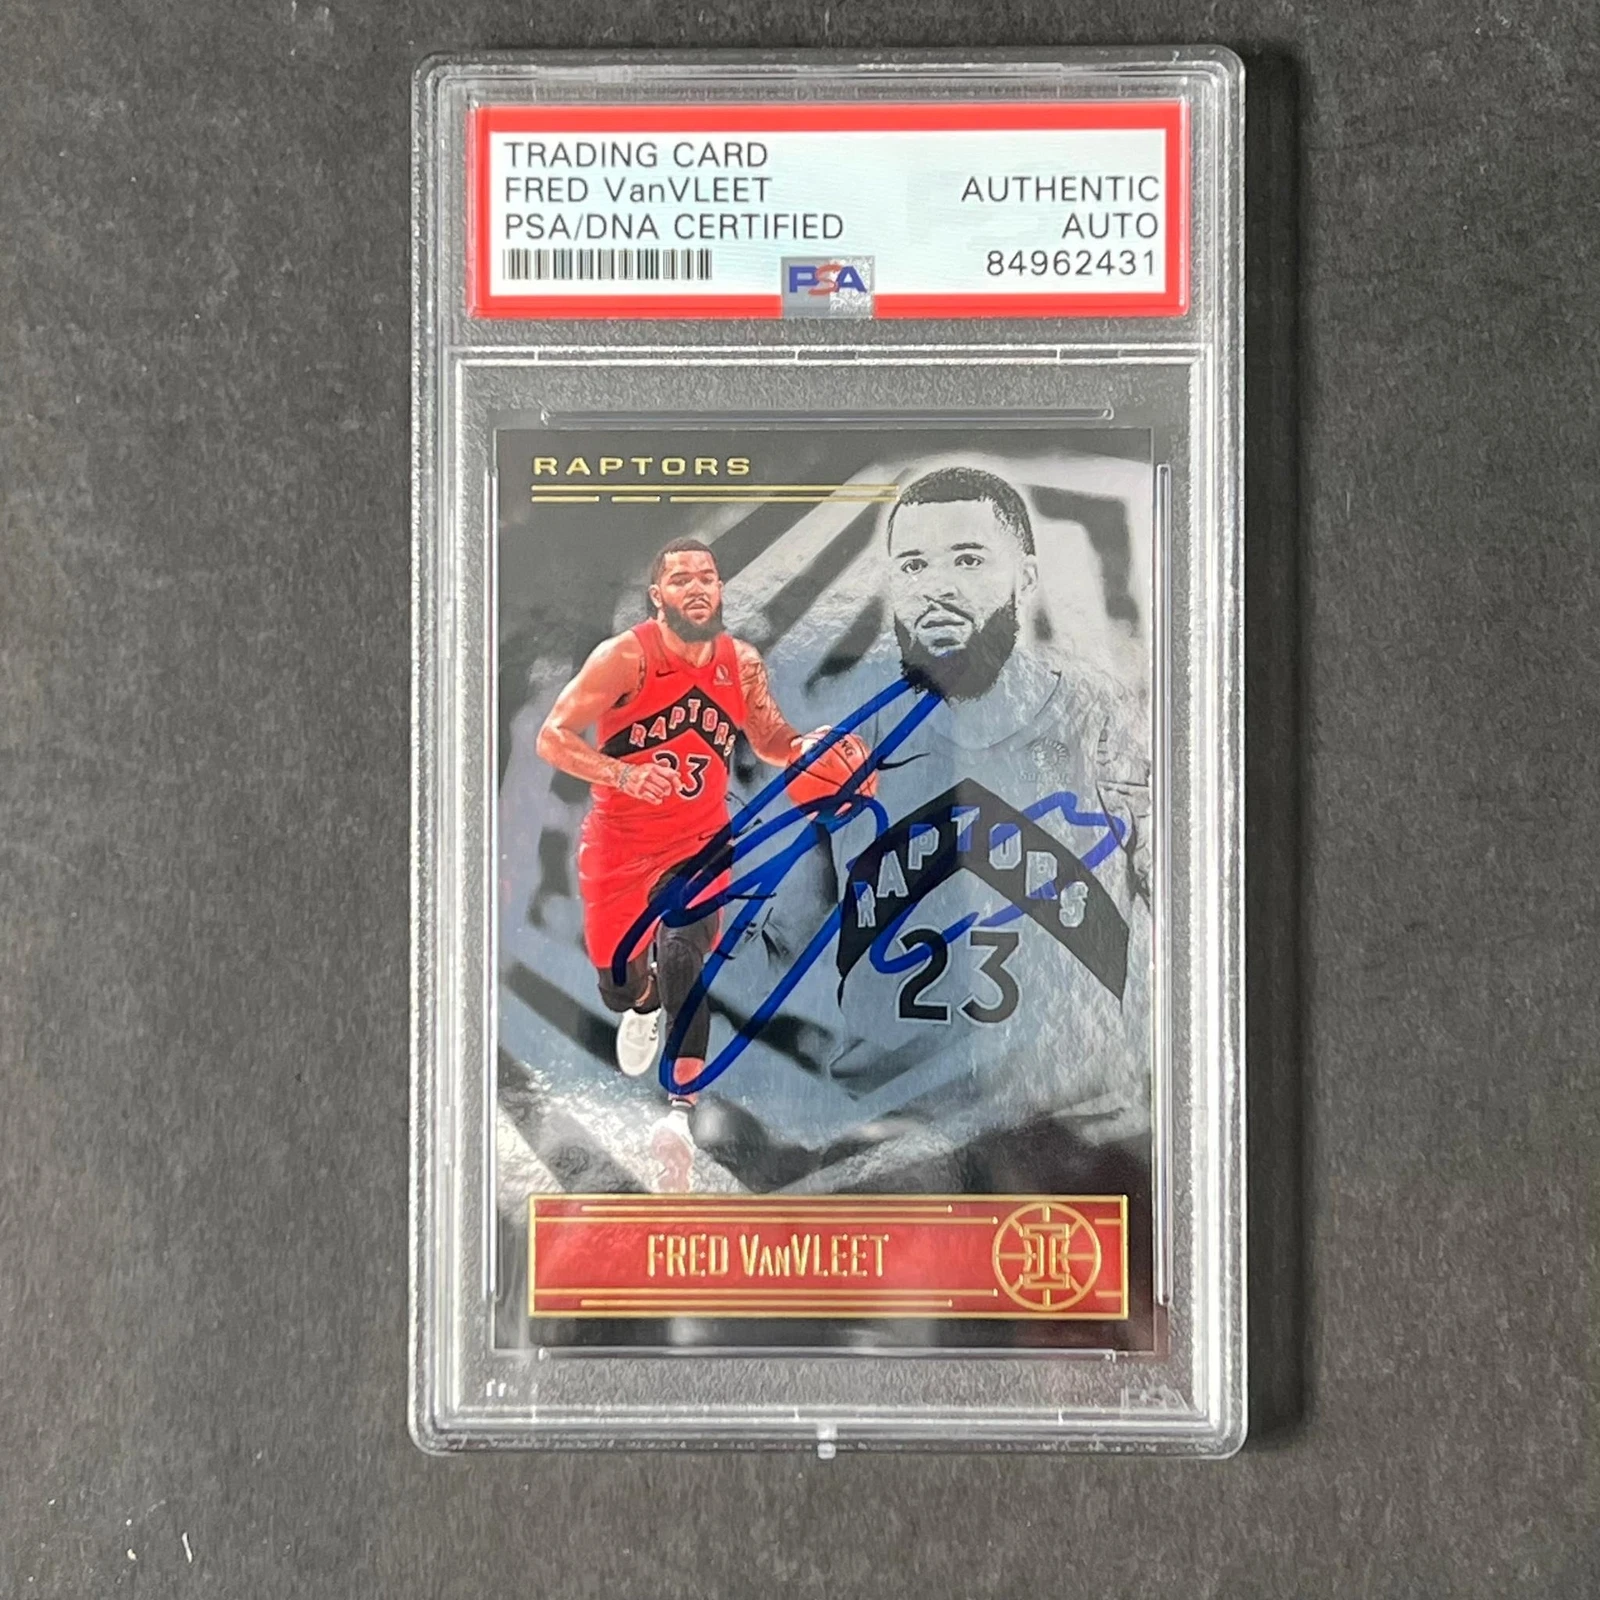 TRADING CARD
FRED VanVLEET
PSA/DNA CERTIFIED
AUTHENTIC
AUTO
84962431
PSA
RAPTORS
RAPTORS
23
RAPTORS
23
FRED VanVLEET